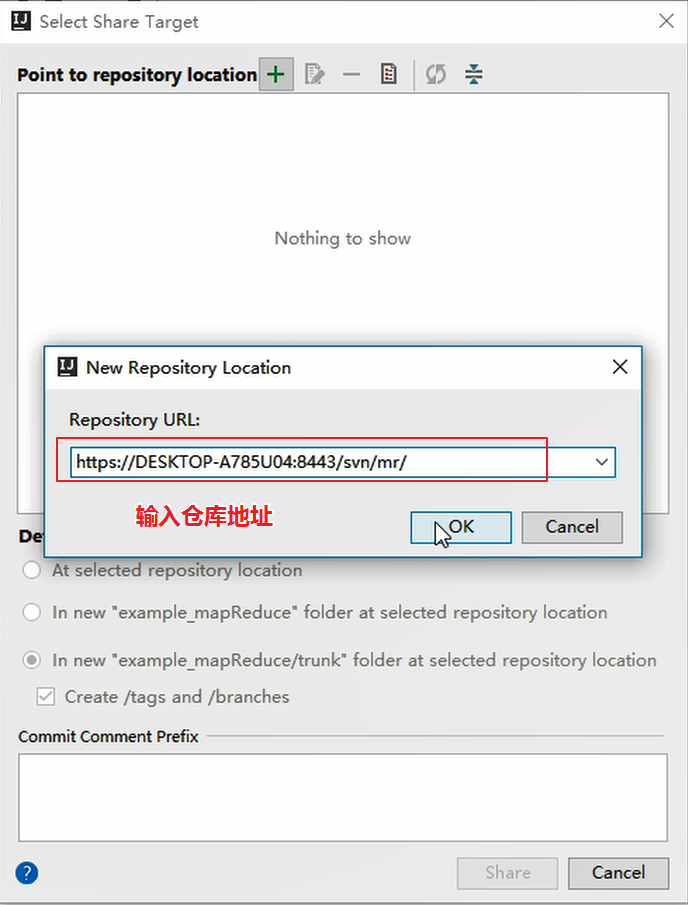 Select Share Target
Point to repository location
Nothing to show
New Repository Location
Repository URL:
https://DESKTOP-A785U04:8443/svn/mr/
输入仓库地址
OK
Cancel
De
At selected repository location
In new "example_mapReduce" folder at selected repository location
In new "example_mapReduce/trunk" folder at selected repository location
Create /tags and /branches
Commit Comment Prefix
?
Share
Cancel